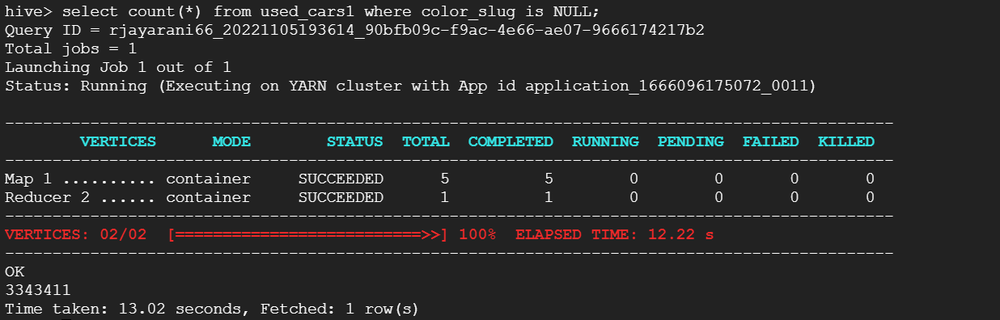 hive> select count(*) from used_cars1 where color_slug is NULL;
Query ID = rjayarani66_20221105193614_90bfb09c-f9ac-4e66-ae07-9666174217b2
Total jobs = 1
Launching Job 1 out of 1
Status: Running (Executing on YARN cluster with App id application_1666096175072_0011)
----------------------------------------------------------------------------------------------
        VERTICES      MODE        STATUS  TOTAL  COMPLETED  RUNNING  PENDING  FAILED  KILLED
----------------------------------------------------------------------------------------------
Map 1 .......... container     SUCCEEDED      5          5        0        0       0       0
Reducer 2 ...... container     SUCCEEDED      1          1        0        0       0       0
----------------------------------------------------------------------------------------------
VERTICES: 02/02  [==========================>>] 100%  ELAPSED TIME: 12.22 s
----------------------------------------------------------------------------------------------
OK
3343411
Time taken: 13.02 seconds, Fetched: 1 row(s)